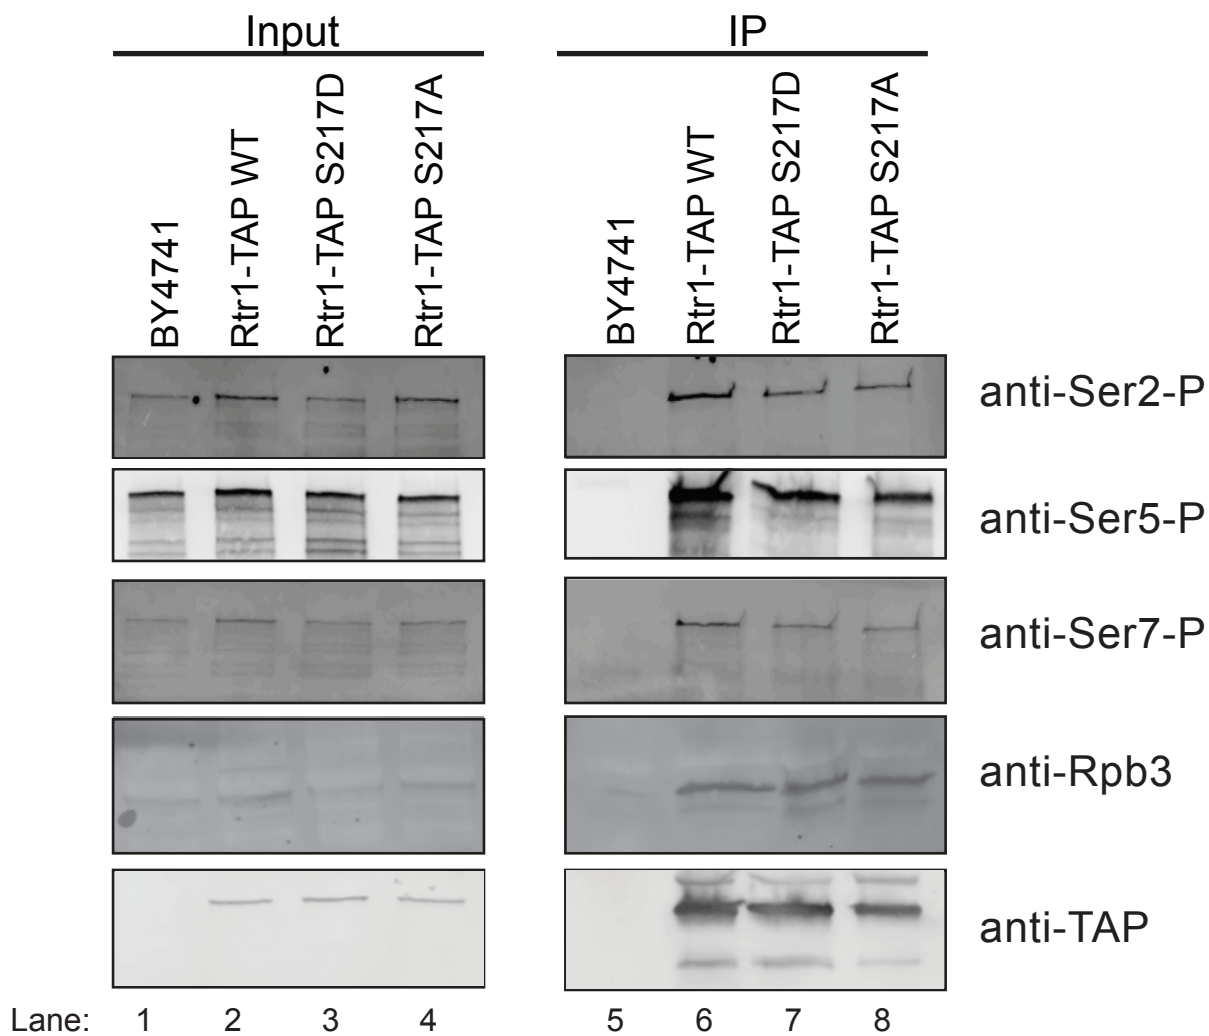 Input IP
BY4741 Rtr1-TAP WT Rtr1-TAP S217D Rtr1-TAP S217A BY4741 Rtr1-TAP WT Rtr1-TAP S217D Rtr1-TAP S217A
anti-Ser2-P
anti-Ser5-P
anti-Ser7-P
anti-Rpb3
anti-TAP
Lane: 1 2 3 4 5 6 7 8